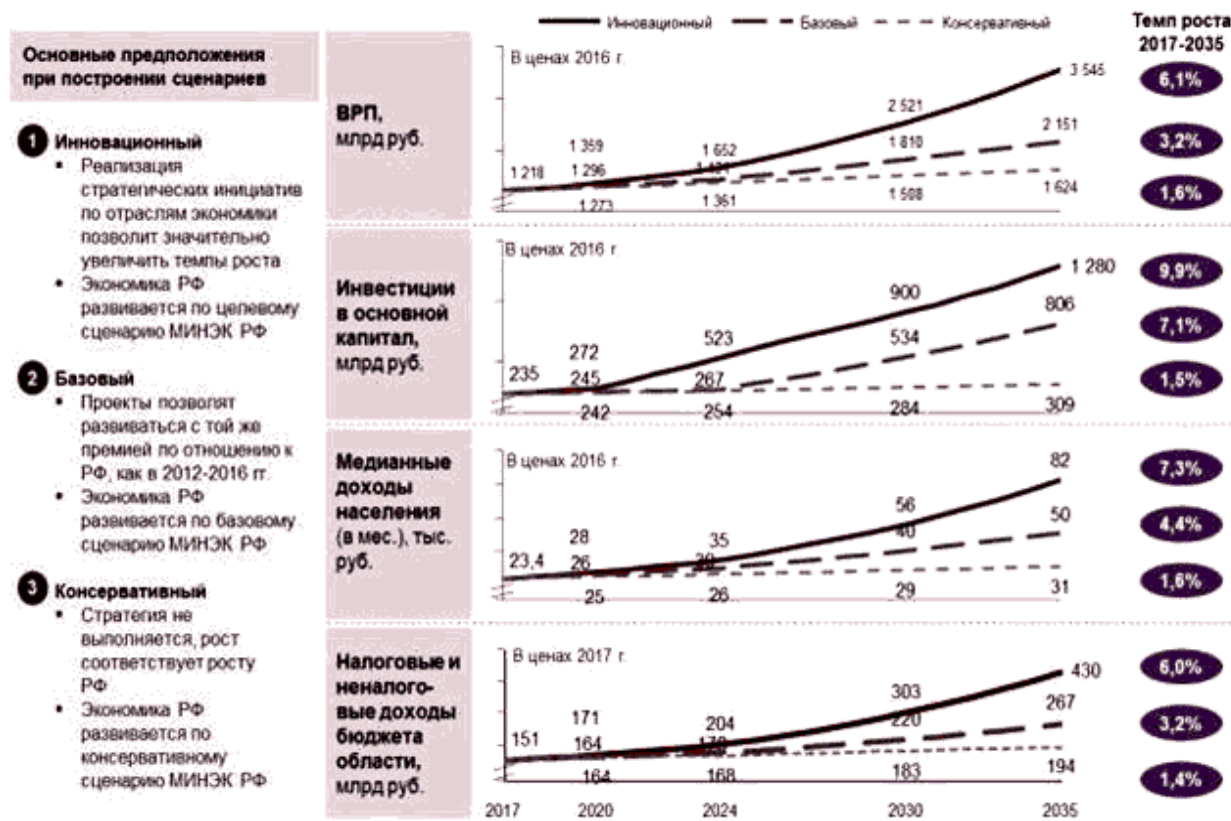 Инновационный
Базовый
Консервативный
Темп роста
2017-2035
Основные предположения
при построении сценариев
1 Инновационный
Реализация
стратегических инициатив
по отраслям экономики
позволит значительно
увеличить темпы роста
Экономика РФ
развивается по целевому
сценарию МИНЭК РФ
2 Базовый
Проекты позволят
развиваться с той же
премией по отношению к
РФ, как в 2012-2016 гг.
Экономика РФ
развивается по базовому
сценарию МИНЭК РФ
3 Консервативный
Стратегия не
выполняется, рост
соответствует росту
РФ
Экономика РФ
развивается по
консервативному
сценарию МИНЭК РФ
ВРП,
млрд руб.
В ценах 2016 г.
1 218
1 359
1 296
1 273
1 652
1 361
2 521
1 810
3 545
2 151
1 624
6,1%
3,2%
1,6%
Инвестиции
в основной
капитал,
млрд руб.
В ценах 2016 г.
235
272
245
242
523
267
254
900
534
284
1 280
806
309
9,9%
7,1%
1,5%
Медианные
доходы
населения
(в мес.), тыс.
руб.
В ценах 2016 г.
23,4
28
26
25
35
26
56
40
29
82
50
31
7,3%
4,4%
1,6%
Налоговые и
неналого-
вые доходы
бюджета
области,
млрд руб.
В ценах 2017 г.
151
171
164
164
204
168
303
220
183
430
267
194
6,0%
3,2%
1,4%
2017
2020
2024
2030
2035